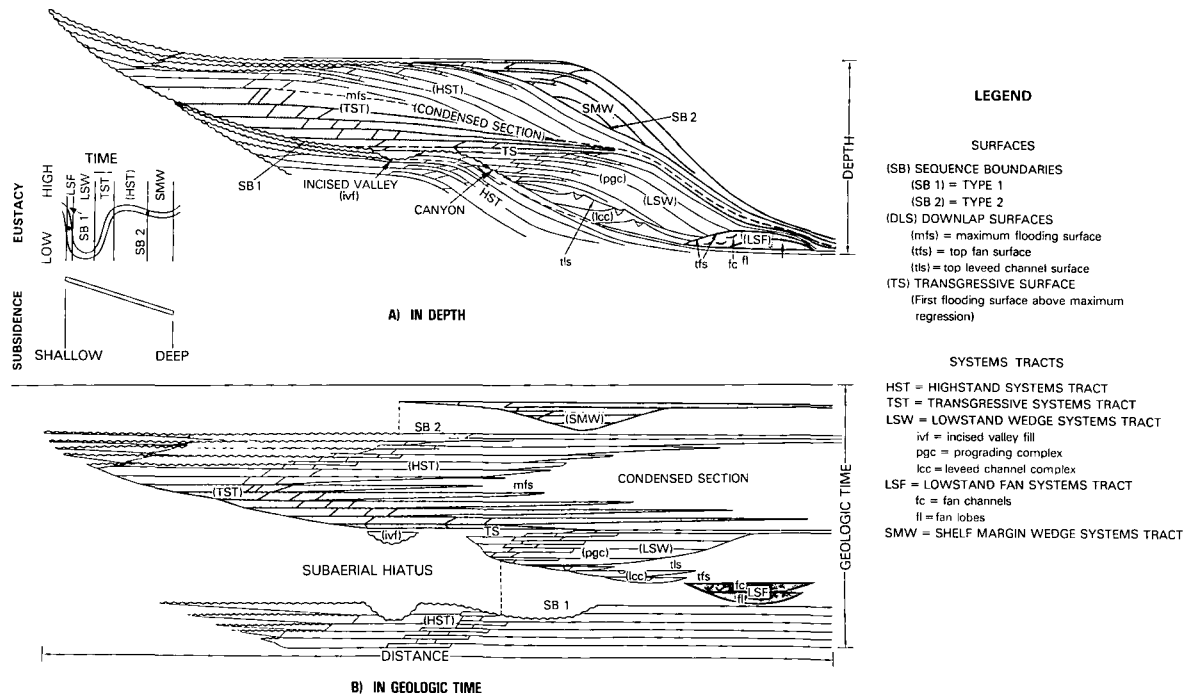 (HST)
mfs
(TST)
(CONDENSED SECTION)
SMW
SB 2
TS
SB 1
INCISED VALLEY
(ivf)
CANYON
HST
(pgc)
(LSW)
(lcc)
tls
(LSF)
tfs
fc
fl
DEPTH
A) IN DEPTH
TIME
EUSTACY
HIGH
LOW
LSF
LSW
TST
(HST)
SMW
SB 1
SB 2
SUBSIDENCE
SHALLOW
DEEP
SB 2
(SMW)
(HST)
(TST)
mfs
CONDENSED SECTION
(ivf)
TS
(pgc)
(LSW)
(lcc)
tls
tfs
fc
LSF
fl
SUBAERIAL HIATUS
SB 1
(HST)
DISTANCE
GEOLOGIC TIME
B) IN GEOLOGIC TIME
LEGEND
SURFACES
(SB) SEQUENCE BOUNDARIES
(SB 1) = TYPE 1
(SB 2) = TYPE 2
(DLS) DOWNLAP SURFACES
(mfs) = maximum flooding surface
(tfs) = top fan surface
(tls) = top leveed channel surface
(TS) TRANSGRESSIVE SURFACE
(First flooding surface above maximum
regression)
SYSTEMS TRACTS
HST = HIGHSTAND SYSTEMS TRACT
TST = TRANSGRESSIVE SYSTEMS TRACT
LSW = LOWSTAND WEDGE SYSTEMS TRACT
ivf = incised valley fill
pgc = prograding complex
lcc = leveed channel complex
LSF = LOWSTAND FAN SYSTEMS TRACT
fc = fan channels
fl = fan lobes
SMW = SHELF MARGIN WEDGE SYSTEMS TRACT